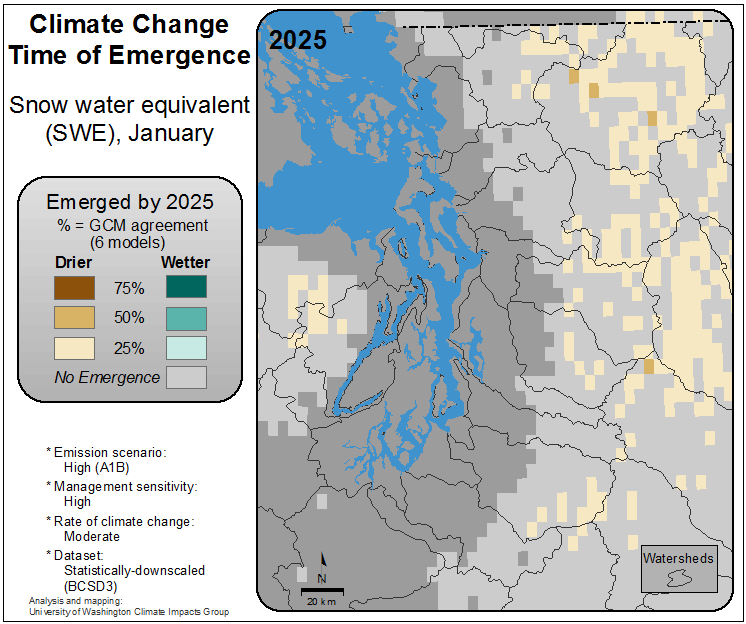 Climate Change
Time of Emergence
Snow water equivalent
(SWE), January
Emerged by 2025
% = GCM agreement
(6 models)
Drier Wetter
75%
50%
25%
No Emergence
* Emission scenario:
High (A1B)
* Management sensitivity:
High
* Rate of climate change:
Moderate
* Dataset:
Statistically-downscaled
(BCSD3)
Analysis and mapping:
University of Washington Climate Impacts Group
2025
N
20 km
Watersheds